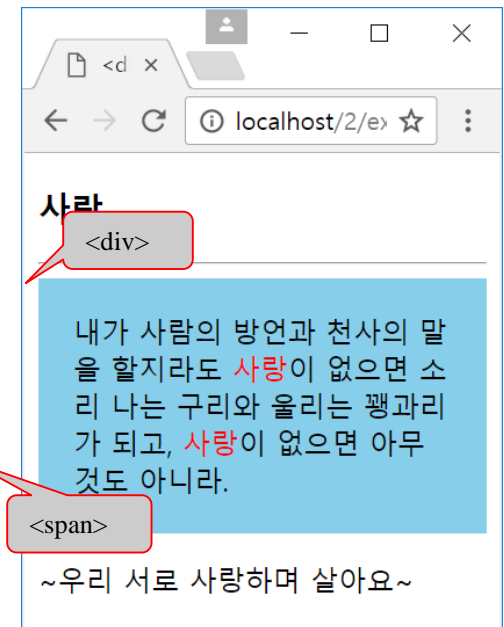 <d ×
localhost/2/ex
사랑
<div>
내가 사람의 방언과 천사의 말
을 할지라도 사랑이 없으면 소
리 나는 구리와 울리는 꽹과리
가 되고, 사랑이 없으면 아무
것도 아니라.
<span>
~우리 서로 사랑하며 살아요~